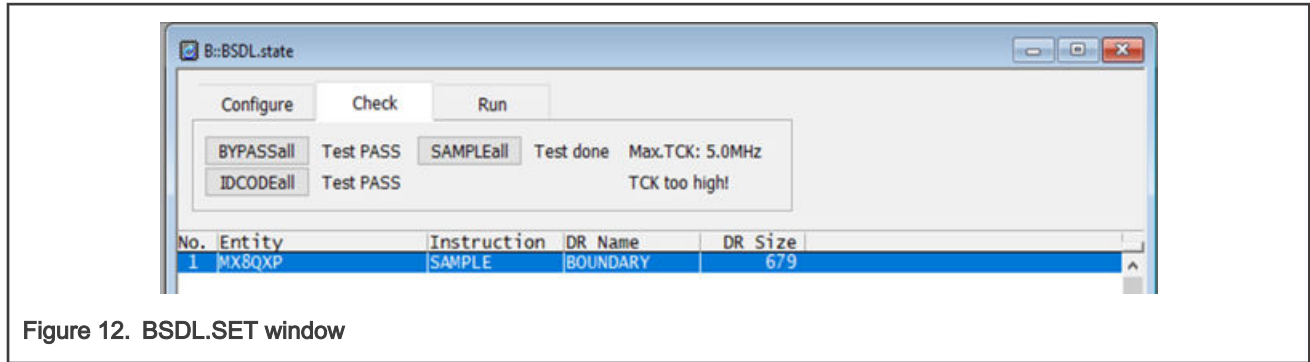 B::BSDL.state
Configure Check Run
BYPASSall Test PASS SAMPLEall Test done Max.TCK: 5.0MHz
IDCODEall Test PASS TCK too high!
No. Entity Instruction DR Name DR Size
1 MX8QXP SAMPLE BOUNDARY 679
Figure 12. BSDL.SET window